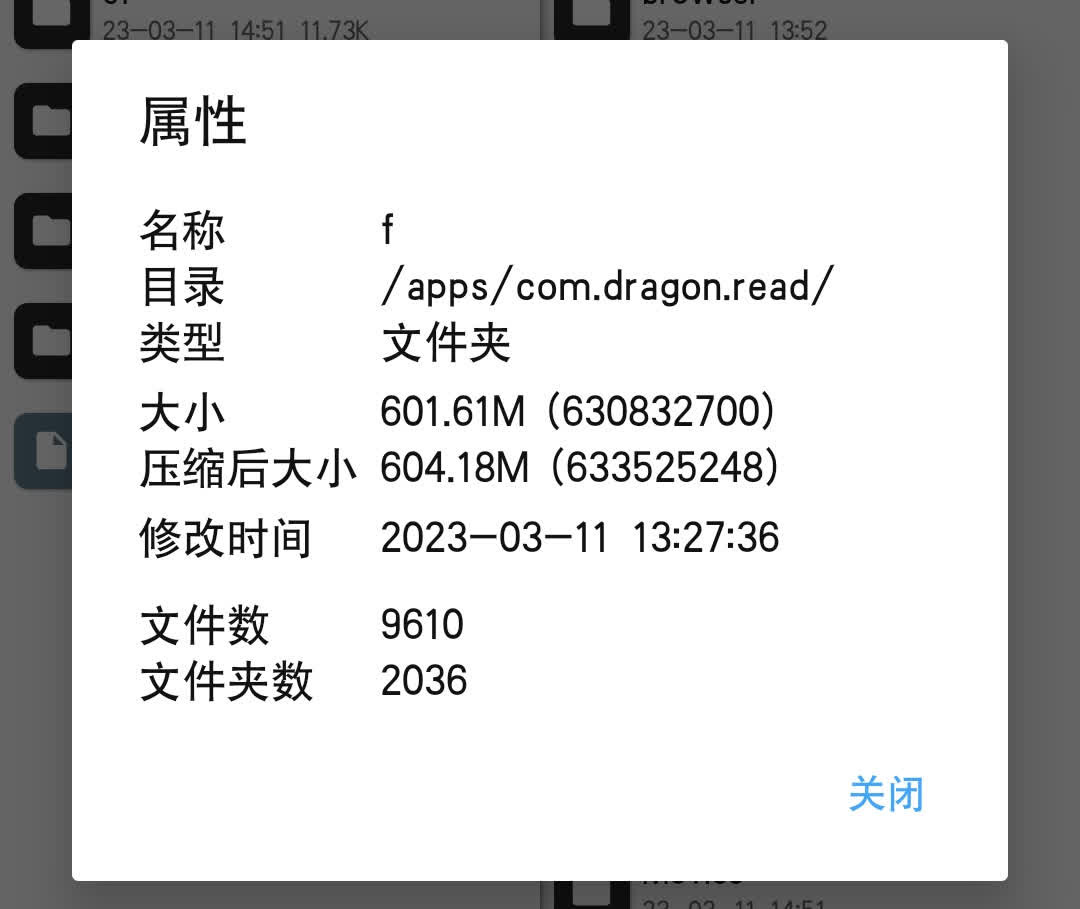 23-03-11 14:51 11.73K
23-03-11 13:52
属性
名称 f
目录 /apps/com.dragon.read/
类型 文件夹
大小 601.61M (630832700)
压缩后大小 604.18M (633525248)
修改时间 2023-03-11 13:27:36
文件数 9610
文件夹数 2036
关闭